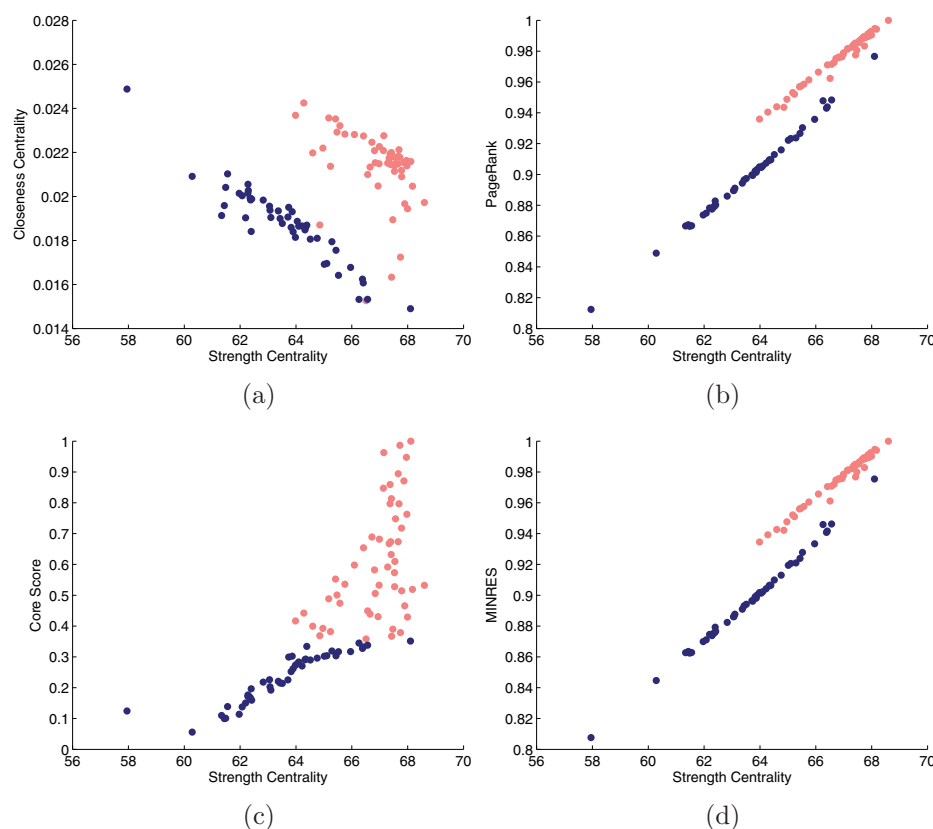 0.028
0.026
0.024
0.022
0.02
0.018
0.016
0.014
Closeness Centrality
56 58 60 62 64 66 68 70
Strength Centrality
(a)
1
0.98
0.96
0.94
0.92
0.9
0.88
0.86
0.84
0.82
0.8
PageRank
56 58 60 62 64 66 68 70
Strength Centrality
(b)
1
0.9
0.8
0.7
0.6
0.5
0.4
0.3
0.2
0.1
0
Core Score
56 58 60 62 64 66 68 70
Strength Centrality
(c)
1
0.98
0.96
0.94
0.92
0.9
0.88
0.86
0.84
0.82
0.8
MINRES
56 58 60 62 64 66 68 70
Strength Centrality
(d)